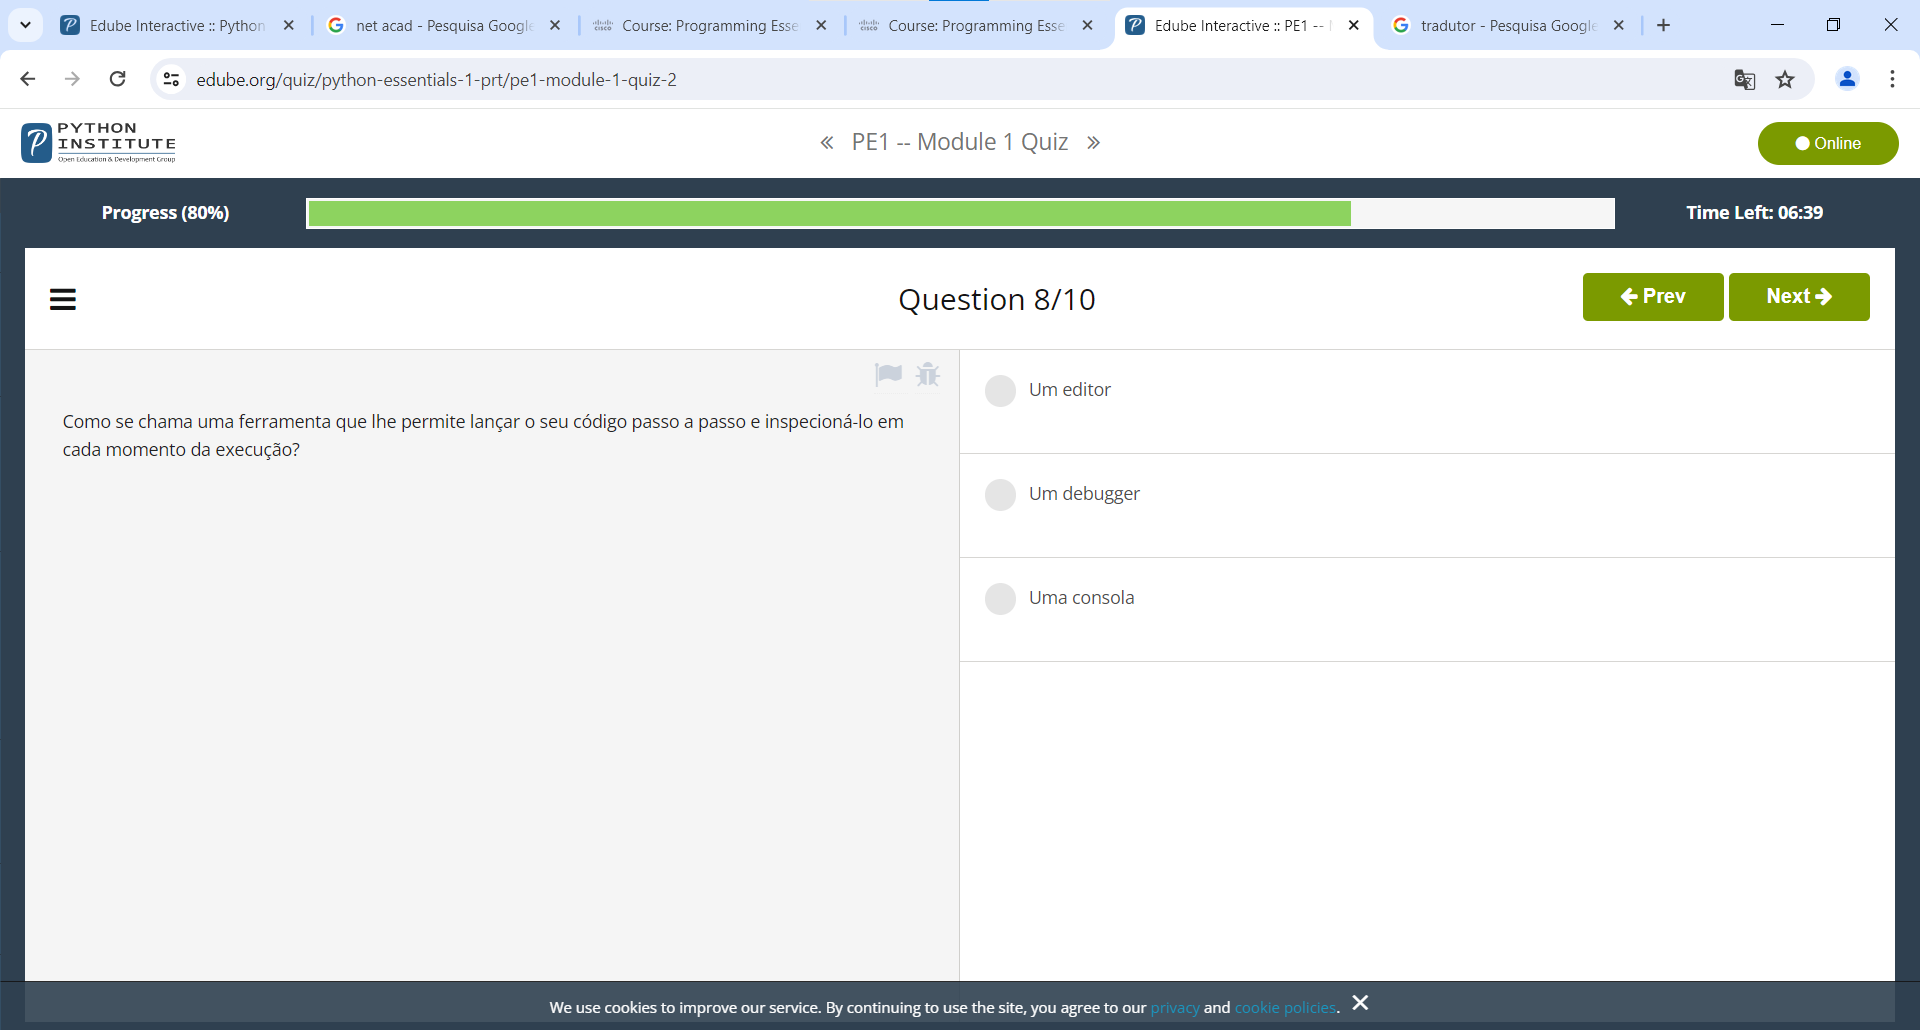 Edube Interactive :: Python
net acad - Pesquisa Google
Course: Programming Esse
Course: Programming Esse
Edube Interactive :: PE1 --
tradutor - Pesquisa Google
edube.org/quiz/python-essentials-1-prt/pe1-module-1-quiz-2
PYTHON
INSTITUTE
Open Education & Development Group
« PE1 -- Module 1 Quiz »
Online
Progress (80%)
Time Left: 06:39
Question 8/10
Prev
Next
Como se chama uma ferramenta que lhe permite lançar o seu código passo a passo e inspecioná-lo em
cada momento da execução?
Um editor
Um debugger
Uma consola
We use cookies to improve our service. By continuing to use the site, you agree to our privacy and cookie policies.